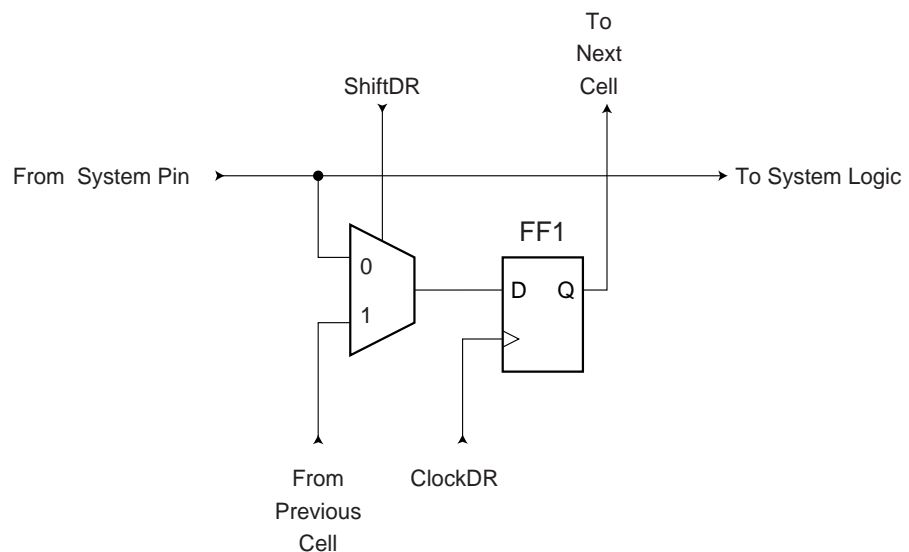 To
Next
Cell
ShiftDR
From System Pin
To System Logic
FF1
0
D Q
1
From
Previous
Cell
ClockDR